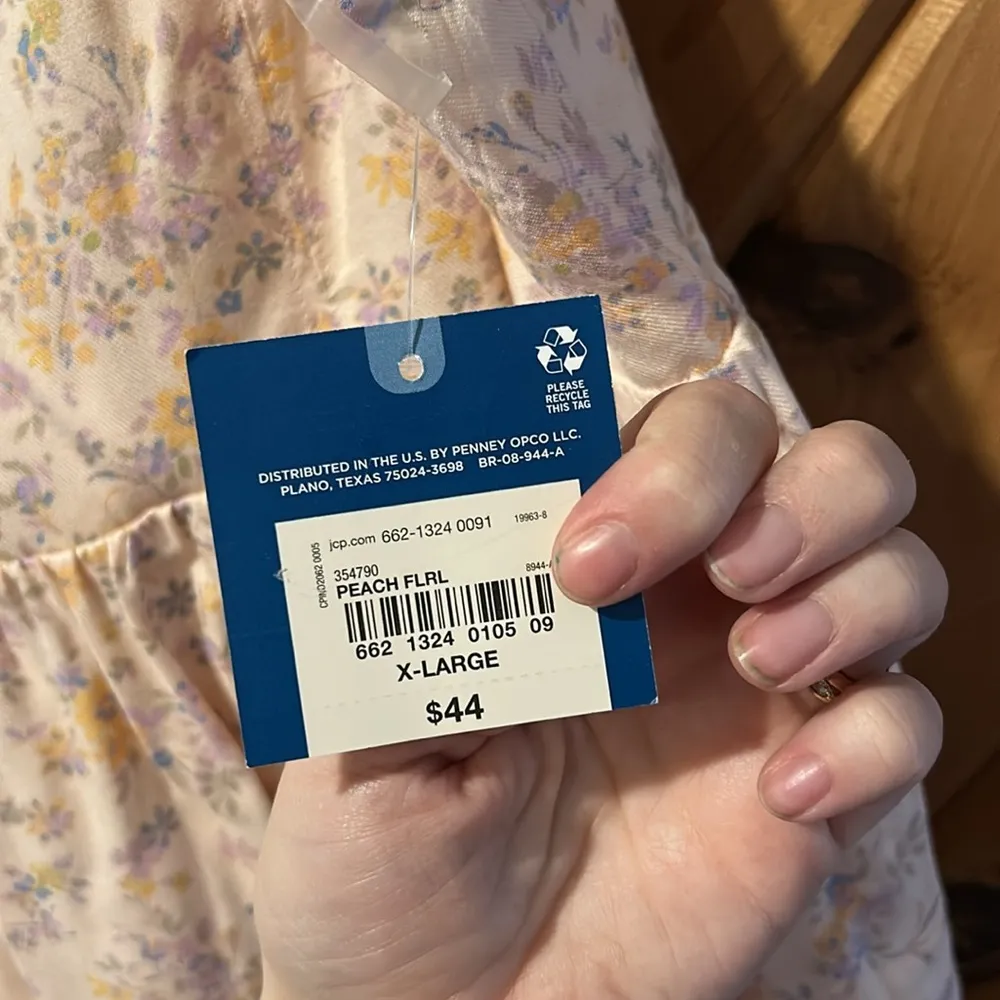 PLEASE
RECYCLE
THIS TAG
DISTRIBUTED IN THE U.S. BY PENNEY OPCO LLC.
PLANO, TEXAS 75024-3698 BR-08-944-A
jcp.com 662-1324 0091 19963-8
354790 8944-
PEACH FLRL
662 1324 0105 09
X-LARGE
$44